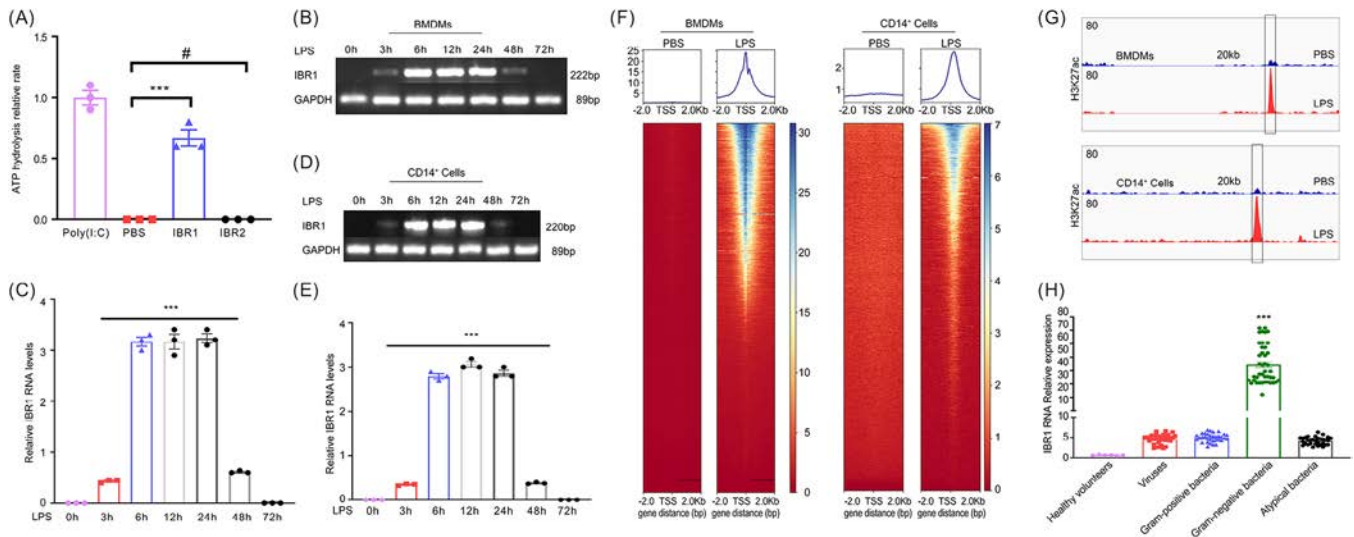 (A)
1.5
1.0
0.5
0.0
ATP hydrolysis relative rate
#
***
Poly(I:C) PBS IBR1 IBR2
(B)
BMDMs
LPS 0h 3h 6h 12h 24h 48h 72h
IBR1 222bp
GAPDH 89bp
(D)
CD14+ Cells
LPS 0h 3h 6h 12h 24h 48h 72h
IBR1 220bp
GAPDH 89bp
(C)
4
3
2
1
0
Relative IBR1 RNA levels
***
LPS 0h 3h 6h 12h 24h 48h 72h
(E)
4
3
2
1
0
Relative IBR1 RNA levels
***
LPS 0h 3h 6h 12h 24h 48h 72h
(F)
BMDMs CD14+ Cells
PBS LPS PBS LPS
25
20
15
10
5
2
1
-2.0 TSS 2.0Kb -2.0 TSS 2.0Kb -2.0 TSS 2.0Kb -2.0 TSS 2.0Kb
30
25
20
15
10
5
0
7
6
5
4
3
2
1
0
-2.0 TSS 2.0Kb -2.0 TSS 2.0Kb -2.0 TSS 2.0Kb -2.0 TSS 2.0Kb
gene distance (bp) gene distance (bp) gene distance (bp) gene distance (bp)
(G)
80
BMDMs 20kb PBS
80
H3K27ac
LPS
80
CD14+ Cells 20kb PBS
80
H3K27ac
LPS
(H)
80
70
60
50
40
30
20
10
10
5
0
IBR1 RNA Relative expression
***
Healthy volunteers
Viruses
Gram-positive bacteria
Gram-negative bacteria
Atypical bacteria